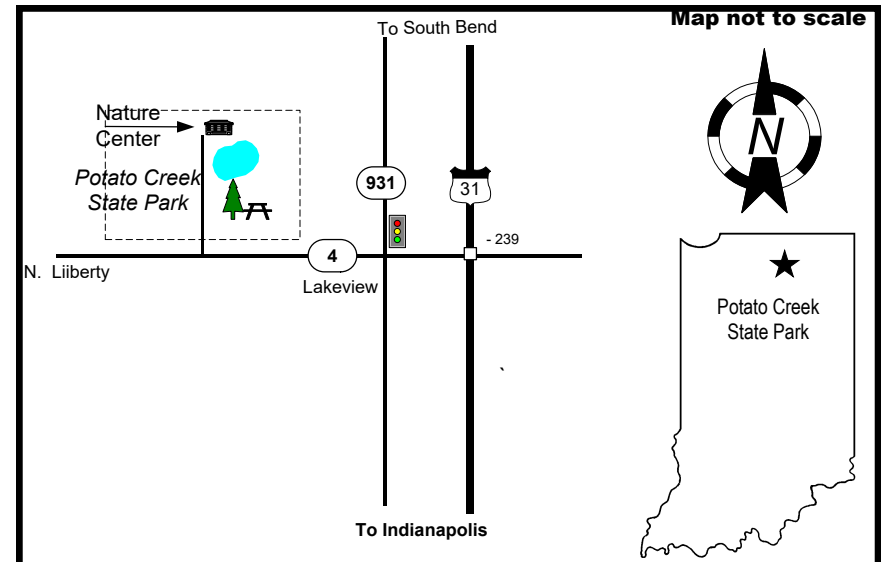 Map not to scale
To South Bend
Nature
Center
Potato Creek
State Park
931
31
- 239
4
N. Liiberty
Lakeview
`
To Indianapolis
N
Potato Creek
State Park